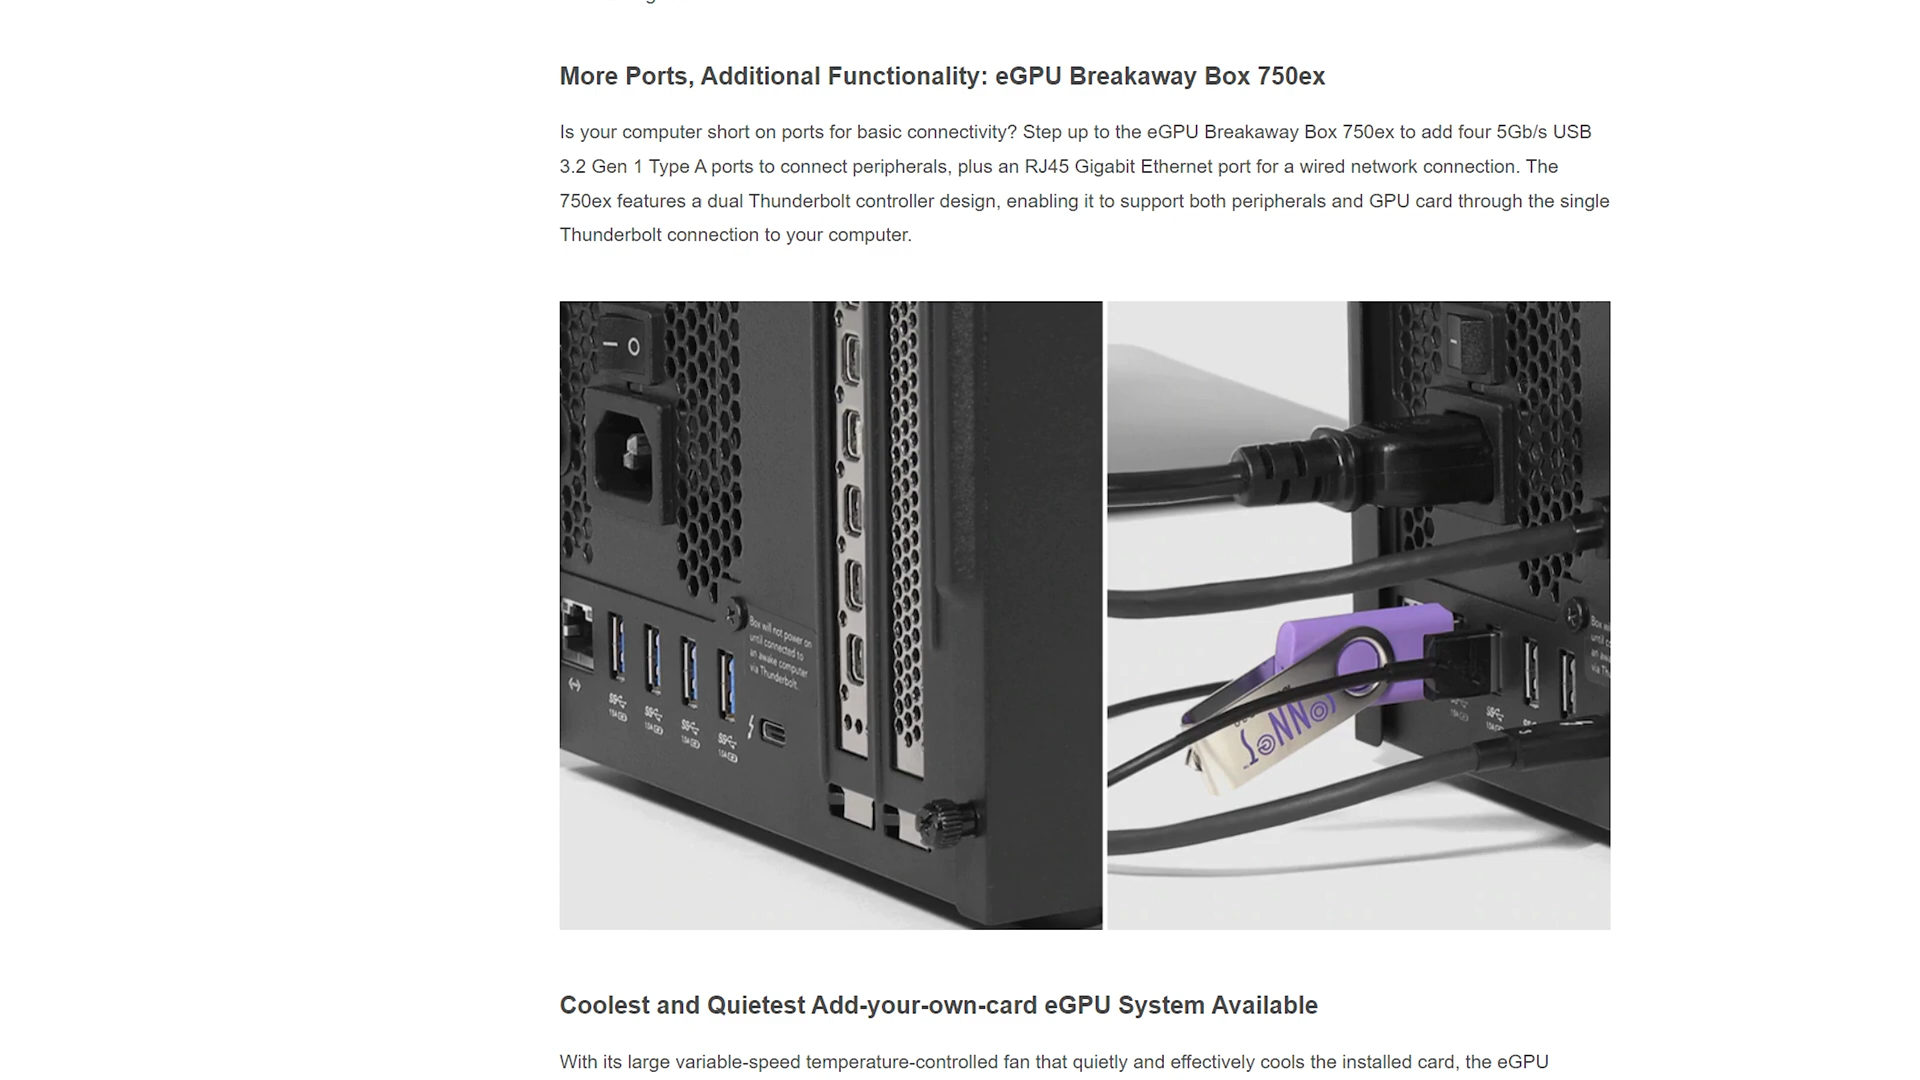 More Ports, Additional Functionality: eGPU Breakaway Box 750ex
Is your computer short on ports for basic connectivity? Step up to the eGPU Breakaway Box 750ex to add four 5Gb/s USB
3.2 Gen 1 Type A ports to connect peripherals, plus an RJ45 Gigabit Ethernet port for a wired network connection. The
750ex features a dual Thunderbolt controller design, enabling it to support both peripherals and GPU card through the single
Thunderbolt connection to your computer.
Box will not power on
until connected to
an awake computer
via Thunderbolt.
SONNET
Coolest and Quietest Add-your-own-card eGPU System Available
With its large variable-speed temperature-controlled fan that quietly and effectively cools the installed card, the eGPU